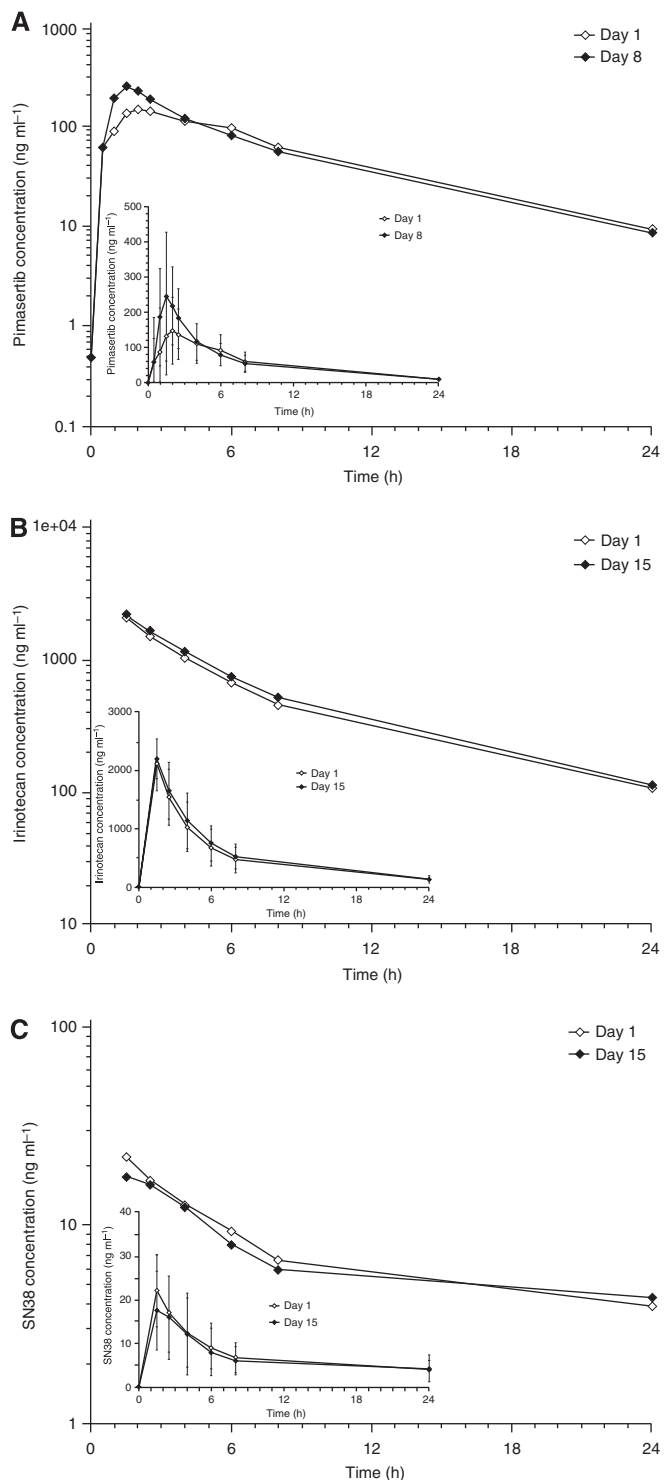 A
1000
100
10
1
0.1
Pimasertib concentration (ng ml–1)
Day 1
Day 8
500
400
300
200
100
0
Pimasertib concentration (ng ml–1)
Day 1
Day 8
0 6 12 18 24
Time (h)
0 6 12 18 24
Time (h)
B
1e+04
1000
100
10
Irinotecan concentration (ng ml–1)
Day 1
Day 15
3000
2000
1000
0
Irinotecan concentration (ng ml–1)
Day 1
Day 15
0 6 12 18 24
Time (h)
0 6 12 18 24
Time (h)
C
100
10
1
SN38 concentration (ng ml–1)
Day 1
Day 15
40
35
30
20
10
0
SN38 concentration (ng ml–1)
Day 1
Day 15
0 6 12 18 24
Time (h)
0 6 12 18 24
Time (h)